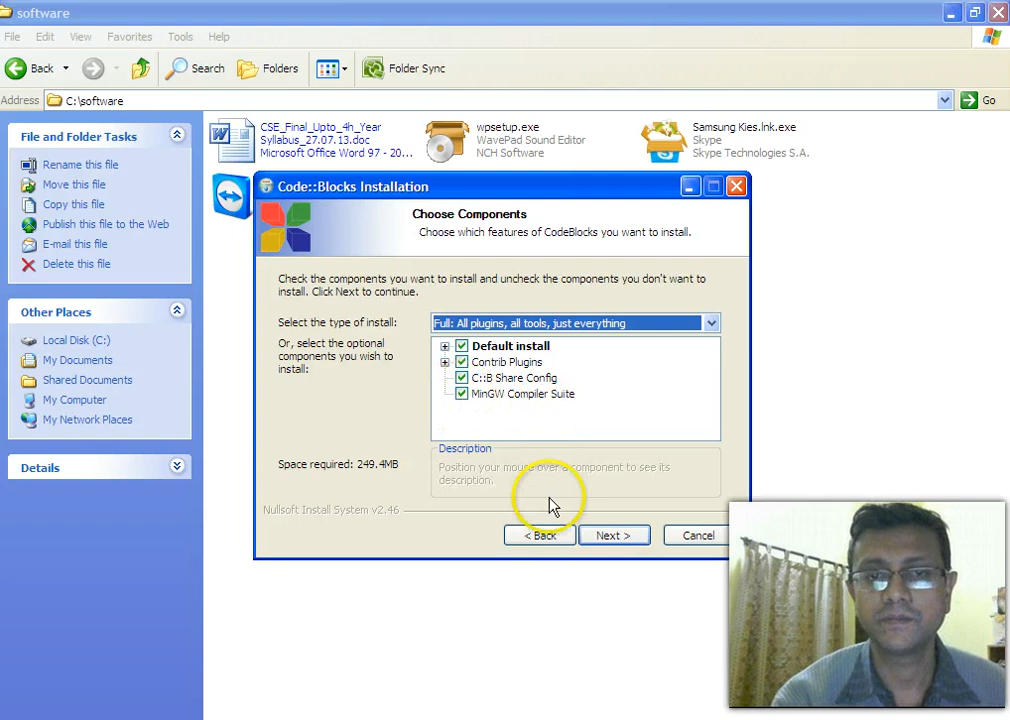 software
File Edit View Favorites Tools Help
Back Search Folders Folder Sync
Address C:\software Go
File and Folder Tasks
Rename this file
Move this file
Copy this file
Publish this file to the Web
E-mail this file
Delete this file
Other Places
Local Disk (C:)
My Documents
Shared Documents
My Computer
My Network Places
Details
CSE_Final_Upto_4h_Year
Syllabus_27.07.13.doc
Microsoft Office Word 97 - 20...
wpsetup.exe
WavePad Sound Editor
NCH Software
Samsung Kies.lnk.exe
Skype
Skype Technologies S.A.
Code::Blocks Installation
Choose Components
Choose which features of CodeBlocks you want to install.
Check the components you want to install and uncheck the components you don't want to
install. Click Next to continue.
Select the type of install:
Full: All plugins, all tools, just everything
Or, select the optional
components you wish to
install:
Default install
Contrib Plugins
C::B Share Config
MinGW Compiler Suite
Space required: 249.4MB
Description
Position your mouse over a component to see its
description.
Nullsoft Install System v2.46
< Back Next > Cancel